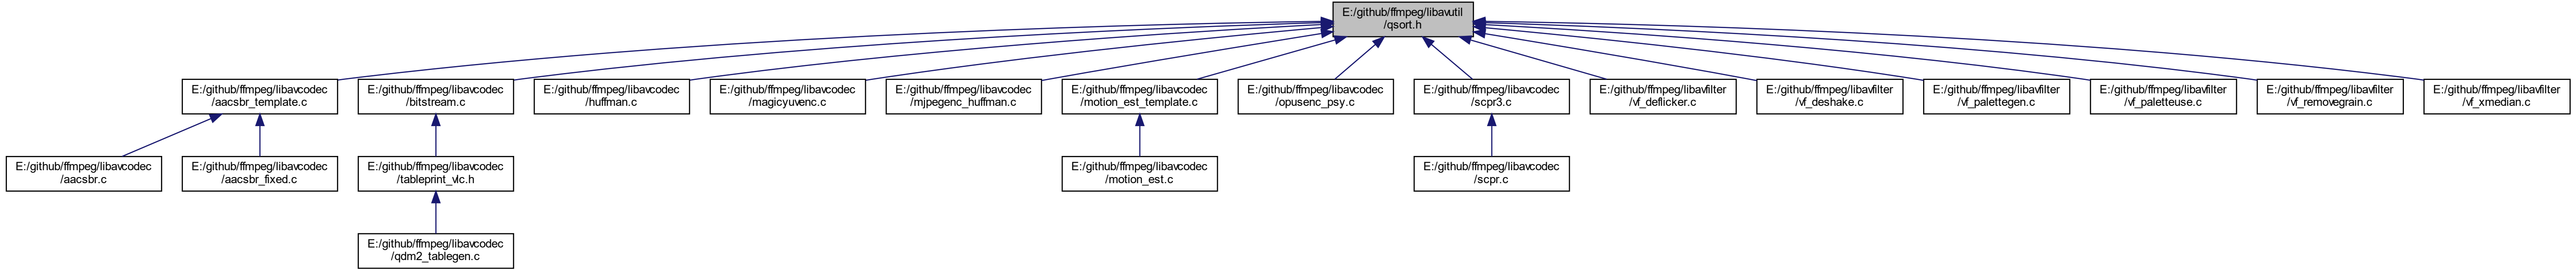 E:/github/ffmpeg/libavutil
/qsort.h
E:/github/ffmpeg/libavcodec
/aacsbr_template.c
E:/github/ffmpeg/libavcodec
/bitstream.c
E:/github/ffmpeg/libavcodec
/huffman.c
E:/github/ffmpeg/libavcodec
/magicyuvenc.c
E:/github/ffmpeg/libavcodec
/mjpegenc_huffman.c
E:/github/ffmpeg/libavcodec
/motion_est_template.c
E:/github/ffmpeg/libavcodec
/opusenc_psy.c
E:/github/ffmpeg/libavcodec
/scpr3.c
E:/github/ffmpeg/libavfilter
/vf_deflicker.c
E:/github/ffmpeg/libavfilter
/vf_deshake.c
E:/github/ffmpeg/libavfilter
/vf_palettegen.c
E:/github/ffmpeg/libavfilter
/vf_paletteuse.c
E:/github/ffmpeg/libavfilter
/vf_removegrain.c
E:/github/ffmpeg/libavfilter
/vf_xmedian.c
E:/github/ffmpeg/libavcodec
/aacsbr.c
E:/github/ffmpeg/libavcodec
/aacsbr_fixed.c
E:/github/ffmpeg/libavcodec
/tableprint_vlc.h
E:/github/ffmpeg/libavcodec
/motion_est.c
E:/github/ffmpeg/libavcodec
/scpr.c
E:/github/ffmpeg/libavcodec
/qdm2_tablegen.c